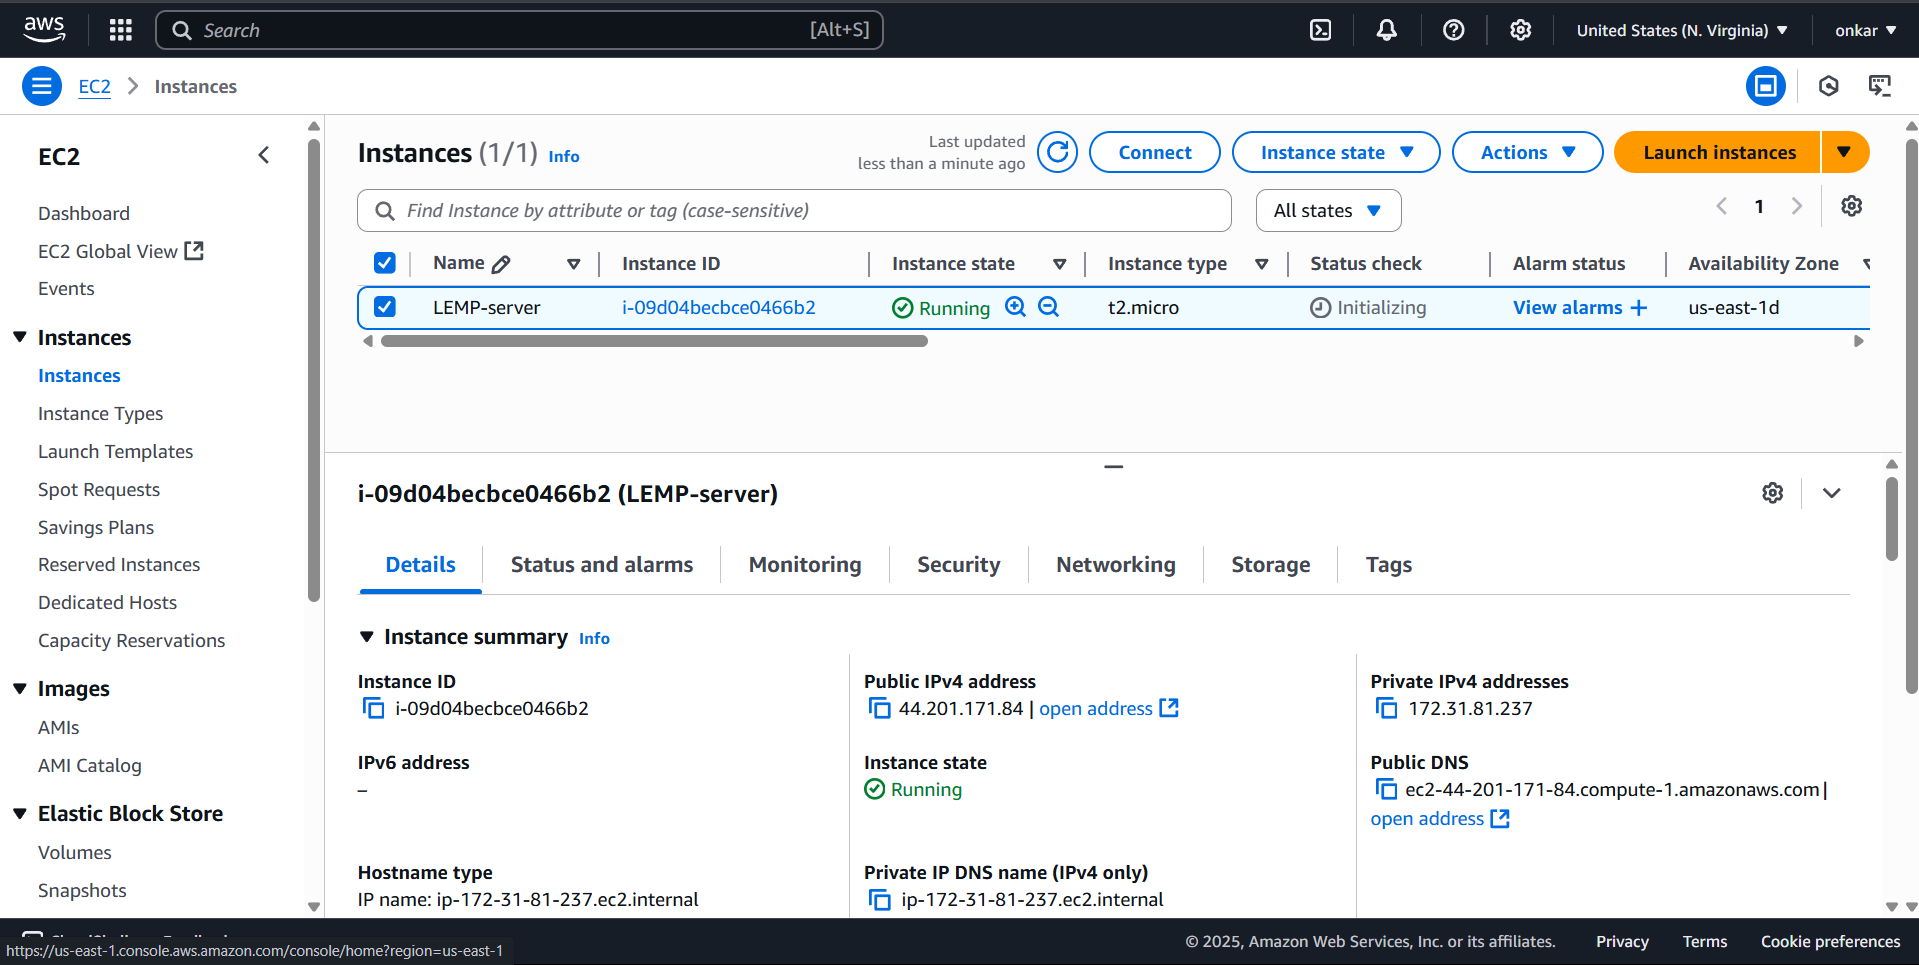 aws
Search [Alt+S]
United States (N. Virginia)
onkar
EC2
Instances
EC2
Dashboard
EC2 Global View
Events
Instances
Instances
Instance Types
Launch Templates
Spot Requests
Savings Plans
Reserved Instances
Dedicated Hosts
Capacity Reservations
Images
AMIs
AMI Catalog
Elastic Block Store
Volumes
Snapshots
Instances (1/1) Info
Last updated
less than a minute ago
Connect
Instance state
Actions
Launch instances
Find Instance by attribute or tag (case-sensitive)
All states
1
Name Instance ID Instance state Instance type Status check Alarm status Availability Zone
LEMP-server i-09d04becbce0466b2 Running t2.micro Initializing View alarms + us-east-1d
i-09d04becbce0466b2 (LEMP-server)
Details Status and alarms Monitoring Security Networking Storage Tags
Instance summary Info
Instance ID
i-09d04becbce0466b2
Public IPv4 address
44.201.171.84 | open address
Private IPv4 addresses
172.31.81.237
IPv6 address
–
Instance state
Running
Public DNS
ec2-44-201-171-84.compute-1.amazonaws.com |
open address
Hostname type
IP name: ip-172-31-81-237.ec2.internal
Private IP DNS name (IPv4 only)
ip-172-31-81-237.ec2.internal
https://us-east-1.console.aws.amazon.com/console/home?region=us-east-1
© 2025, Amazon Web Services, Inc. or its affiliates. Privacy Terms Cookie preferences